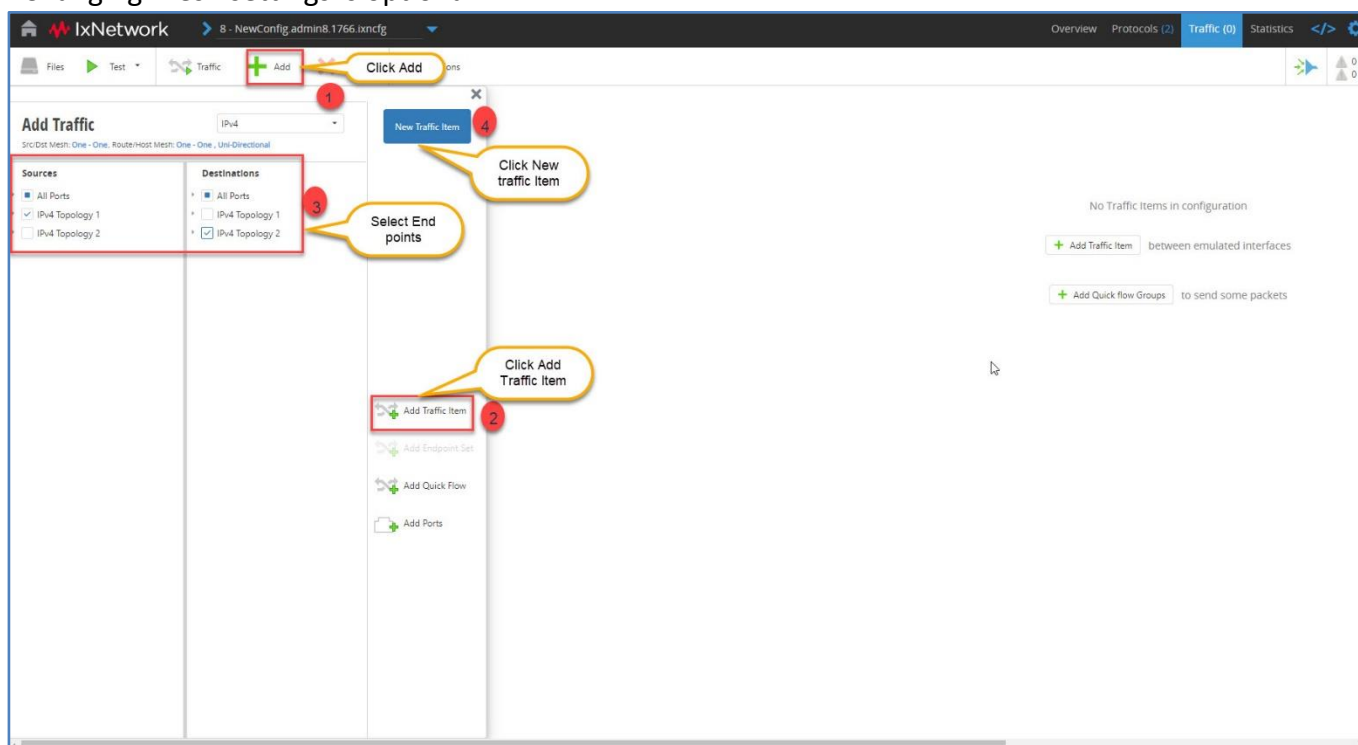 IxNetwork
8 - NewConfig.admin8.1766.ixncfg
Overview Protocols (2) Traffic (0) Statistics </>
Files Test Traffic Add Click Add ons
0
0
1
Add Traffic
IPv4
New Traffic Item
4
Src/Dst Mesh: One - One, Route/Host Mesh: One - One , Uni-Directional
Click New
traffic Item
Sources Destinations
All Ports All Ports
3
IPv4 Topology 1 IPv4 Topology 1
IPv4 Topology 2 IPv4 Topology 2
Select End
points
No Traffic Items in configuration
Add Traffic Item between emulated interfaces
Add Quick flow Groups to send some packets
Click Add
Traffic Item
Add Traffic Item
2
Add Endpoint Set
Add Quick Flow
Add Ports